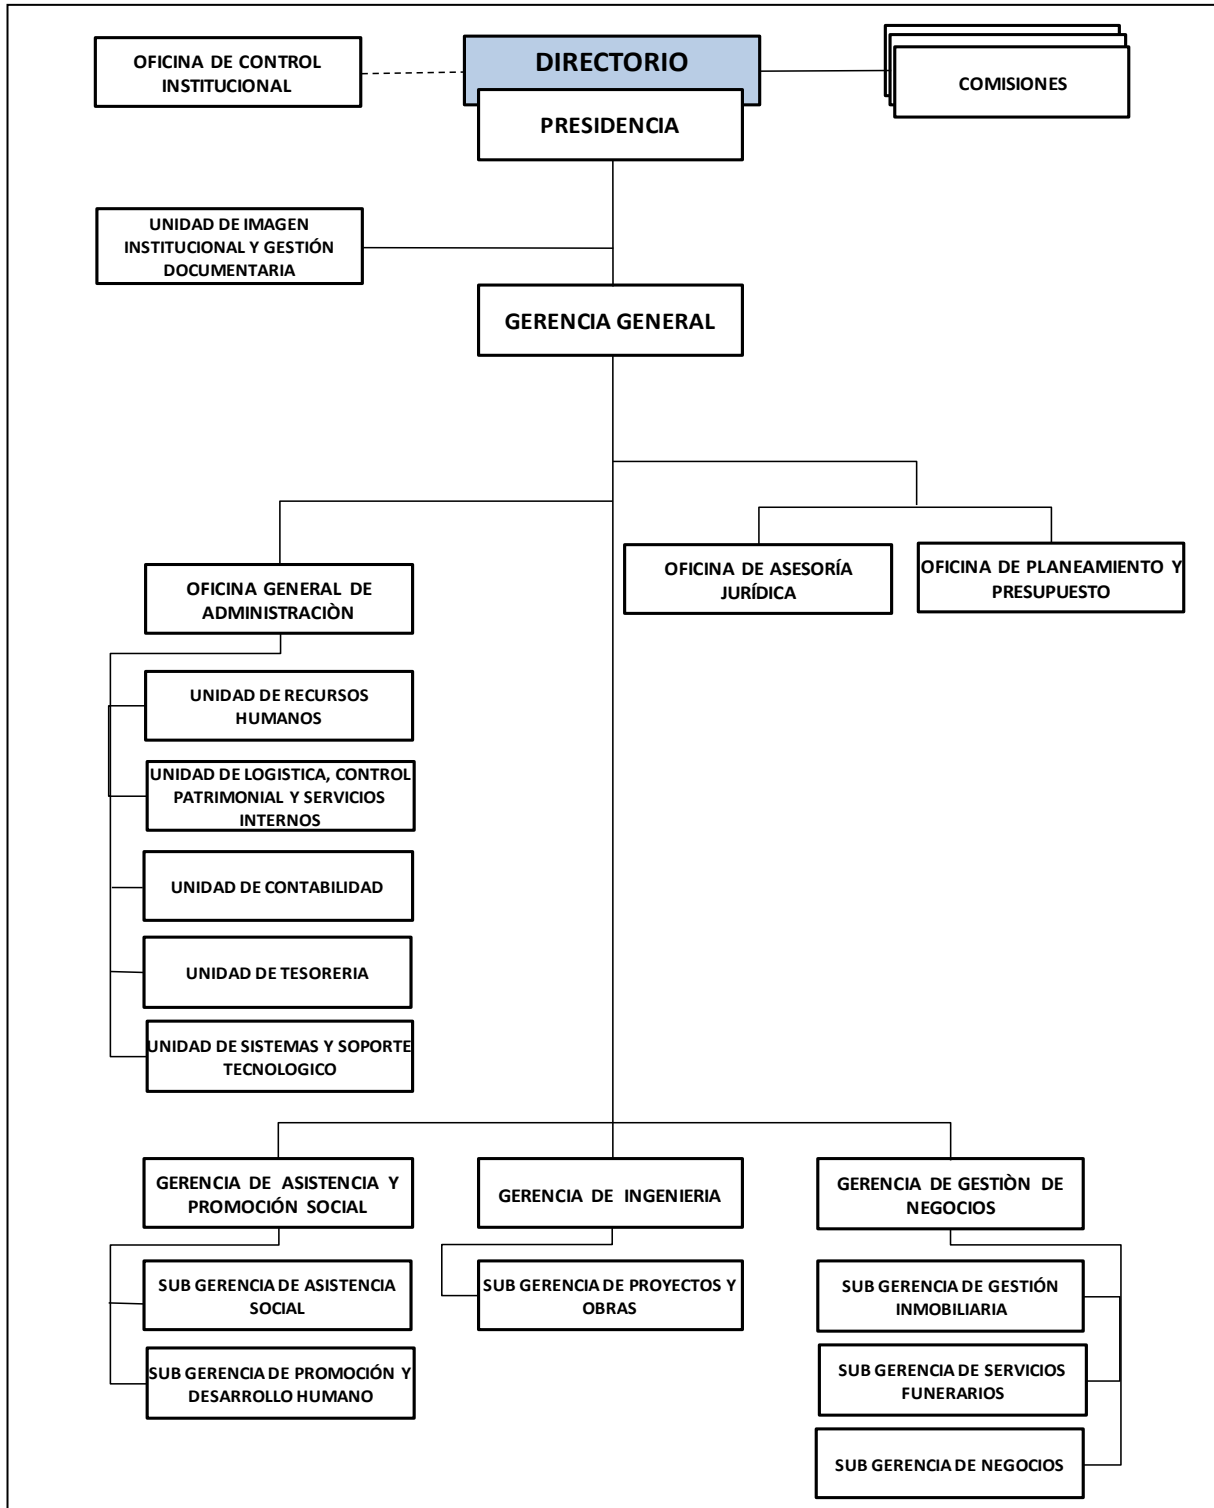 OFICINA DE CONTROL
INSTITUCIONAL
DIRECTORIO
COMISIONES
PRESIDENCIA
UNIDAD DE IMAGEN
INSTITUCIONAL Y GESTIÓN
DOCUMENTARIA
GERENCIA GENERAL
OFICINA GENERAL DE
ADMINISTRACIÒN
OFICINA DE ASESORÍA
JURÍDICA
OFICINA DE PLANEAMIENTO Y
PRESUPUESTO
UNIDAD DE RECURSOS
HUMANOS
UNIDAD DE LOGISTICA, CONTROL
PATRIMONIAL Y SERVICIOS
INTERNOS
UNIDAD DE CONTABILIDAD
UNIDAD DE TESORERIA
UNIDAD DE SISTEMAS Y SOPORTE
TECNOLOGICO
GERENCIA DE ASISTENCIA Y
PROMOCIÓN SOCIAL
GERENCIA DE INGENIERIA
GERENCIA DE GESTIÒN DE
NEGOCIOS
SUB GERENCIA DE ASISTENCIA
SOCIAL
SUB GERENCIA DE PROYECTOS Y
OBRAS
SUB GERENCIA DE GESTIÓN
INMOBILIARIA
SUB GERENCIA DE PROMOCIÓN Y
DESARROLLO HUMANO
SUB GERENCIA DE SERVICIOS
FUNERARIOS
SUB GERENCIA DE NEGOCIOS